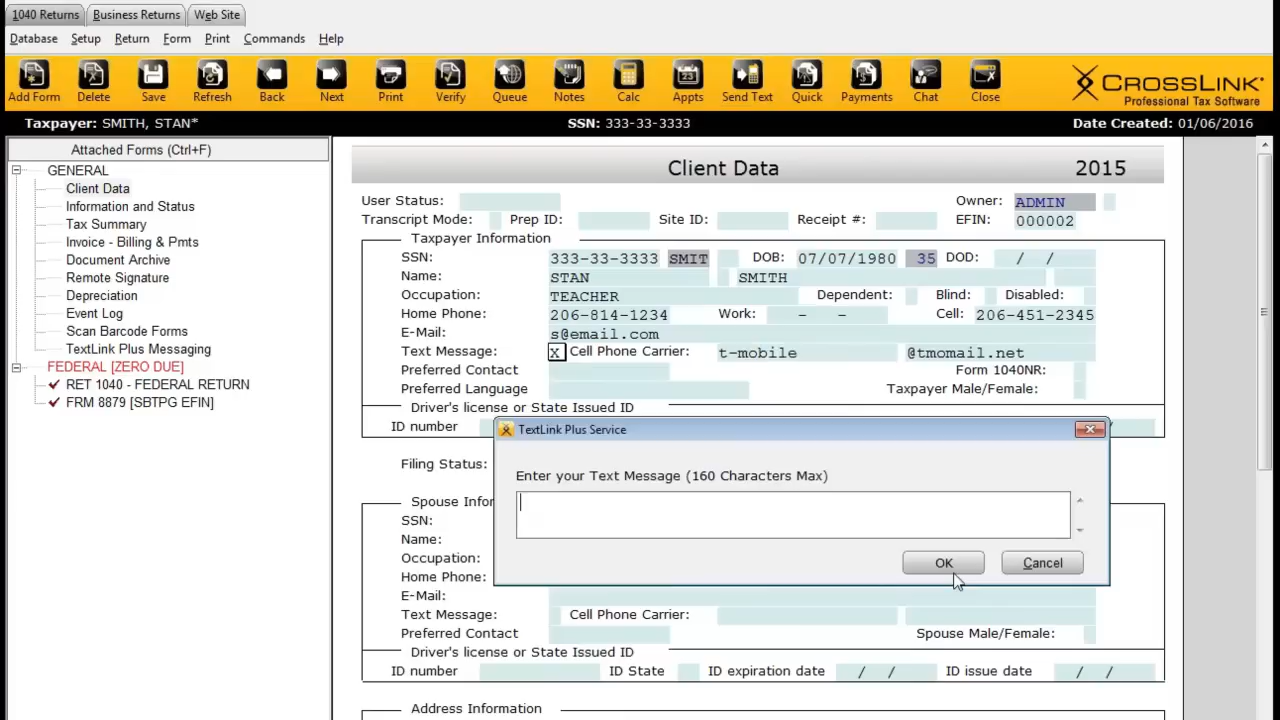 1040 Returns Business Returns Web Site
Database Setup Return Form Print Commands Help
Add Form Delete Save Refresh Back Next Print Verify Queue Notes Calc Appts Send Text Quick Payments Chat Close
CROSSLINK
Professional Tax Software
Taxpayer: SMITH, STAN* SSN: 333-33-3333 Date Created: 01/06/2016
Attached Forms (Ctrl+F)
GENERAL
Client Data
Information and Status
Tax Summary
Invoice - Billing & Pmts
Document Archive
Remote Signature
Depreciation
Event Log
Scan Barcode Forms
TextLink Plus Messaging
FEDERAL [ZERO DUE]
RET 1040 - FEDERAL RETURN
FRM 8879 [SBTPG EFIN]
Client Data 2015
User Status: Owner: ADMIN
Transcript Mode: Prep ID: Site ID: Receipt #: EFIN: 000002
Taxpayer Information
SSN: 333-33-3333 SMIT DOB: 07/07/1980 35 DOD: / /
Name: STAN SMITH
Occupation: TEACHER Dependent: Blind: Disabled:
Home Phone: 206-814-1234 Work: - - Cell: 206-451-2345
E-Mail: s@email.com
Text Message: X Cell Phone Carrier: t-mobile @tmomail.net
Preferred Contact Form 1040NR:
Preferred Language Taxpayer Male/Female:
Driver's license or State Issued ID
ID number /
Filing Status:
TextLink Plus Service
Enter your Text Message (160 Characters Max)
OK Cancel
Spouse Infor
SSN:
Name:
Occupation:
Home Phone:
E-Mail:
Text Message: Cell Phone Carrier:
Preferred Contact Spouse Male/Female:
Driver's license or State Issued ID
ID number ID State ID expiration date / / ID issue date / /
Address Information